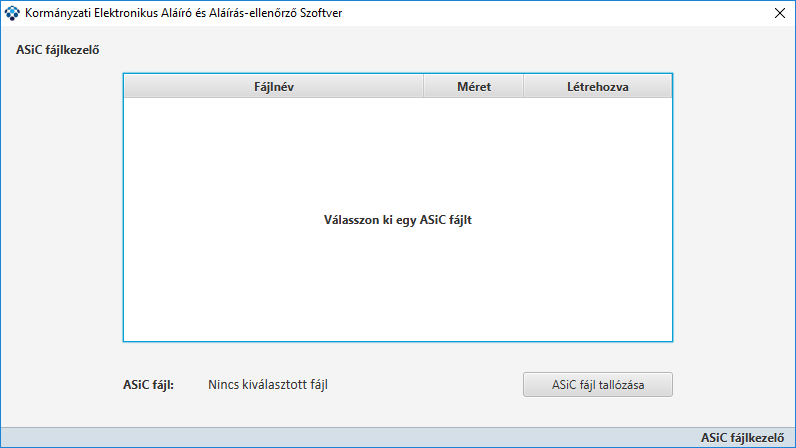 Kormányzati Elektronikus Aláíró és Aláírás-ellenőrző Szoftver
ASiC fájlkezelő
Fájlnév Méret Létrehozva
Válasszon ki egy ASiC fájlt
ASiC fájl: Nincs kiválasztott fájl ASiC fájl tallózása
ASiC fájlkezelő